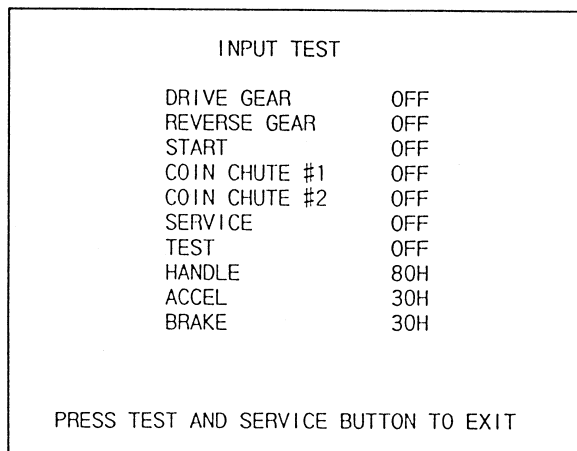 INPUT TEST
DRIVE GEAR OFF
REVERSE GEAR OFF
START OFF
COIN CHUTE #1 OFF
COIN CHUTE #2 OFF
SERVICE OFF
TEST OFF
HANDLE 80H
ACCEL 30H
BRAKE 30H
PRESS TEST AND SERVICE BUTTON TO EXIT